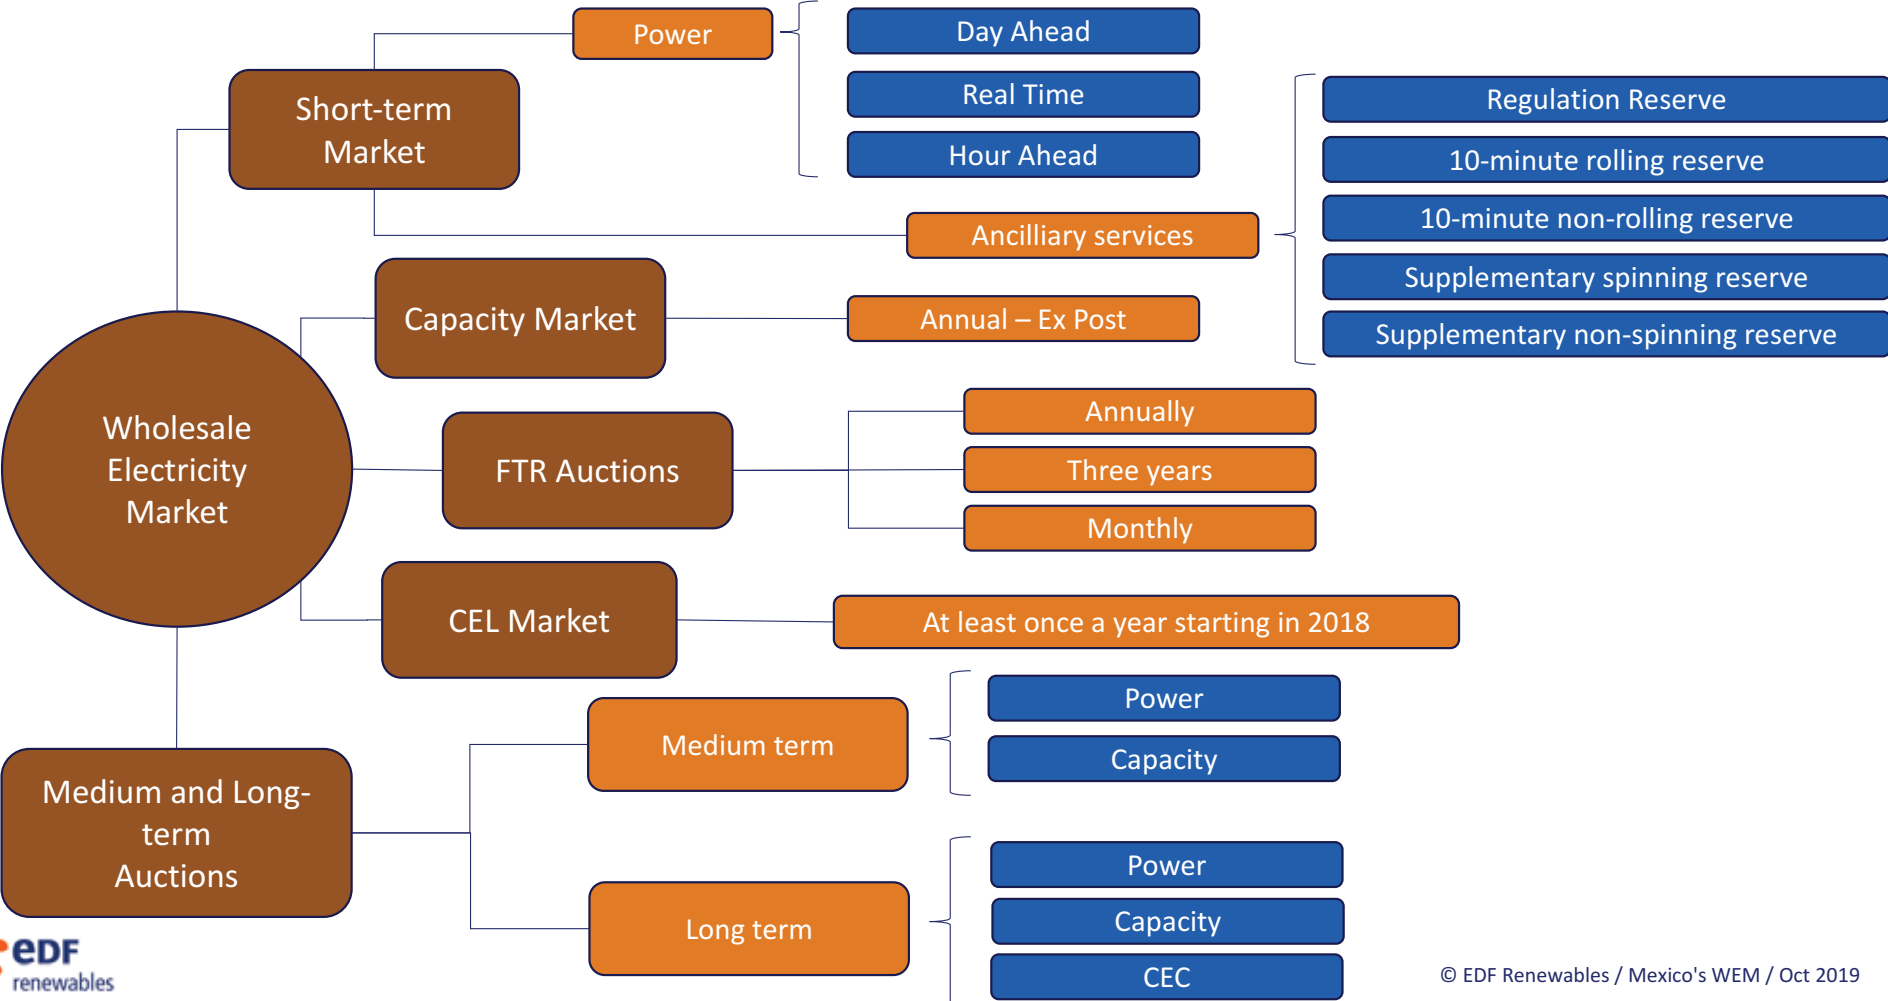 Power
Day Ahead
Real Time
Hour Ahead
Short-term
Market
Regulation Reserve
10-minute rolling reserve
10-minute non-rolling reserve
Supplementary spinning reserve
Supplementary non-spinning reserve
Ancilliary services
Capacity Market
Annual – Ex Post
Wholesale
Electricity
Market
FTR Auctions
Annually
Three years
Monthly
CEL Market
At least once a year starting in 2018
Medium and Long-
term
Auctions
Medium term
Power
Capacity
Long term
Power
Capacity
CEC
eDF
renewables
© EDF Renewables / Mexico's WEM / Oct 2019